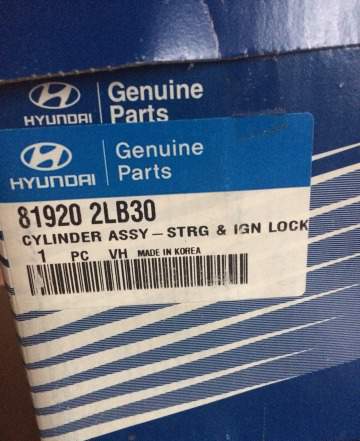 HYUNDAI
Genuine
Parts
HYUNDAI
Genuine
Parts
81920 2LB30
CYLINDER ASSY-STRG & IGN LOCK
1 PC VH MADE IN KOREA